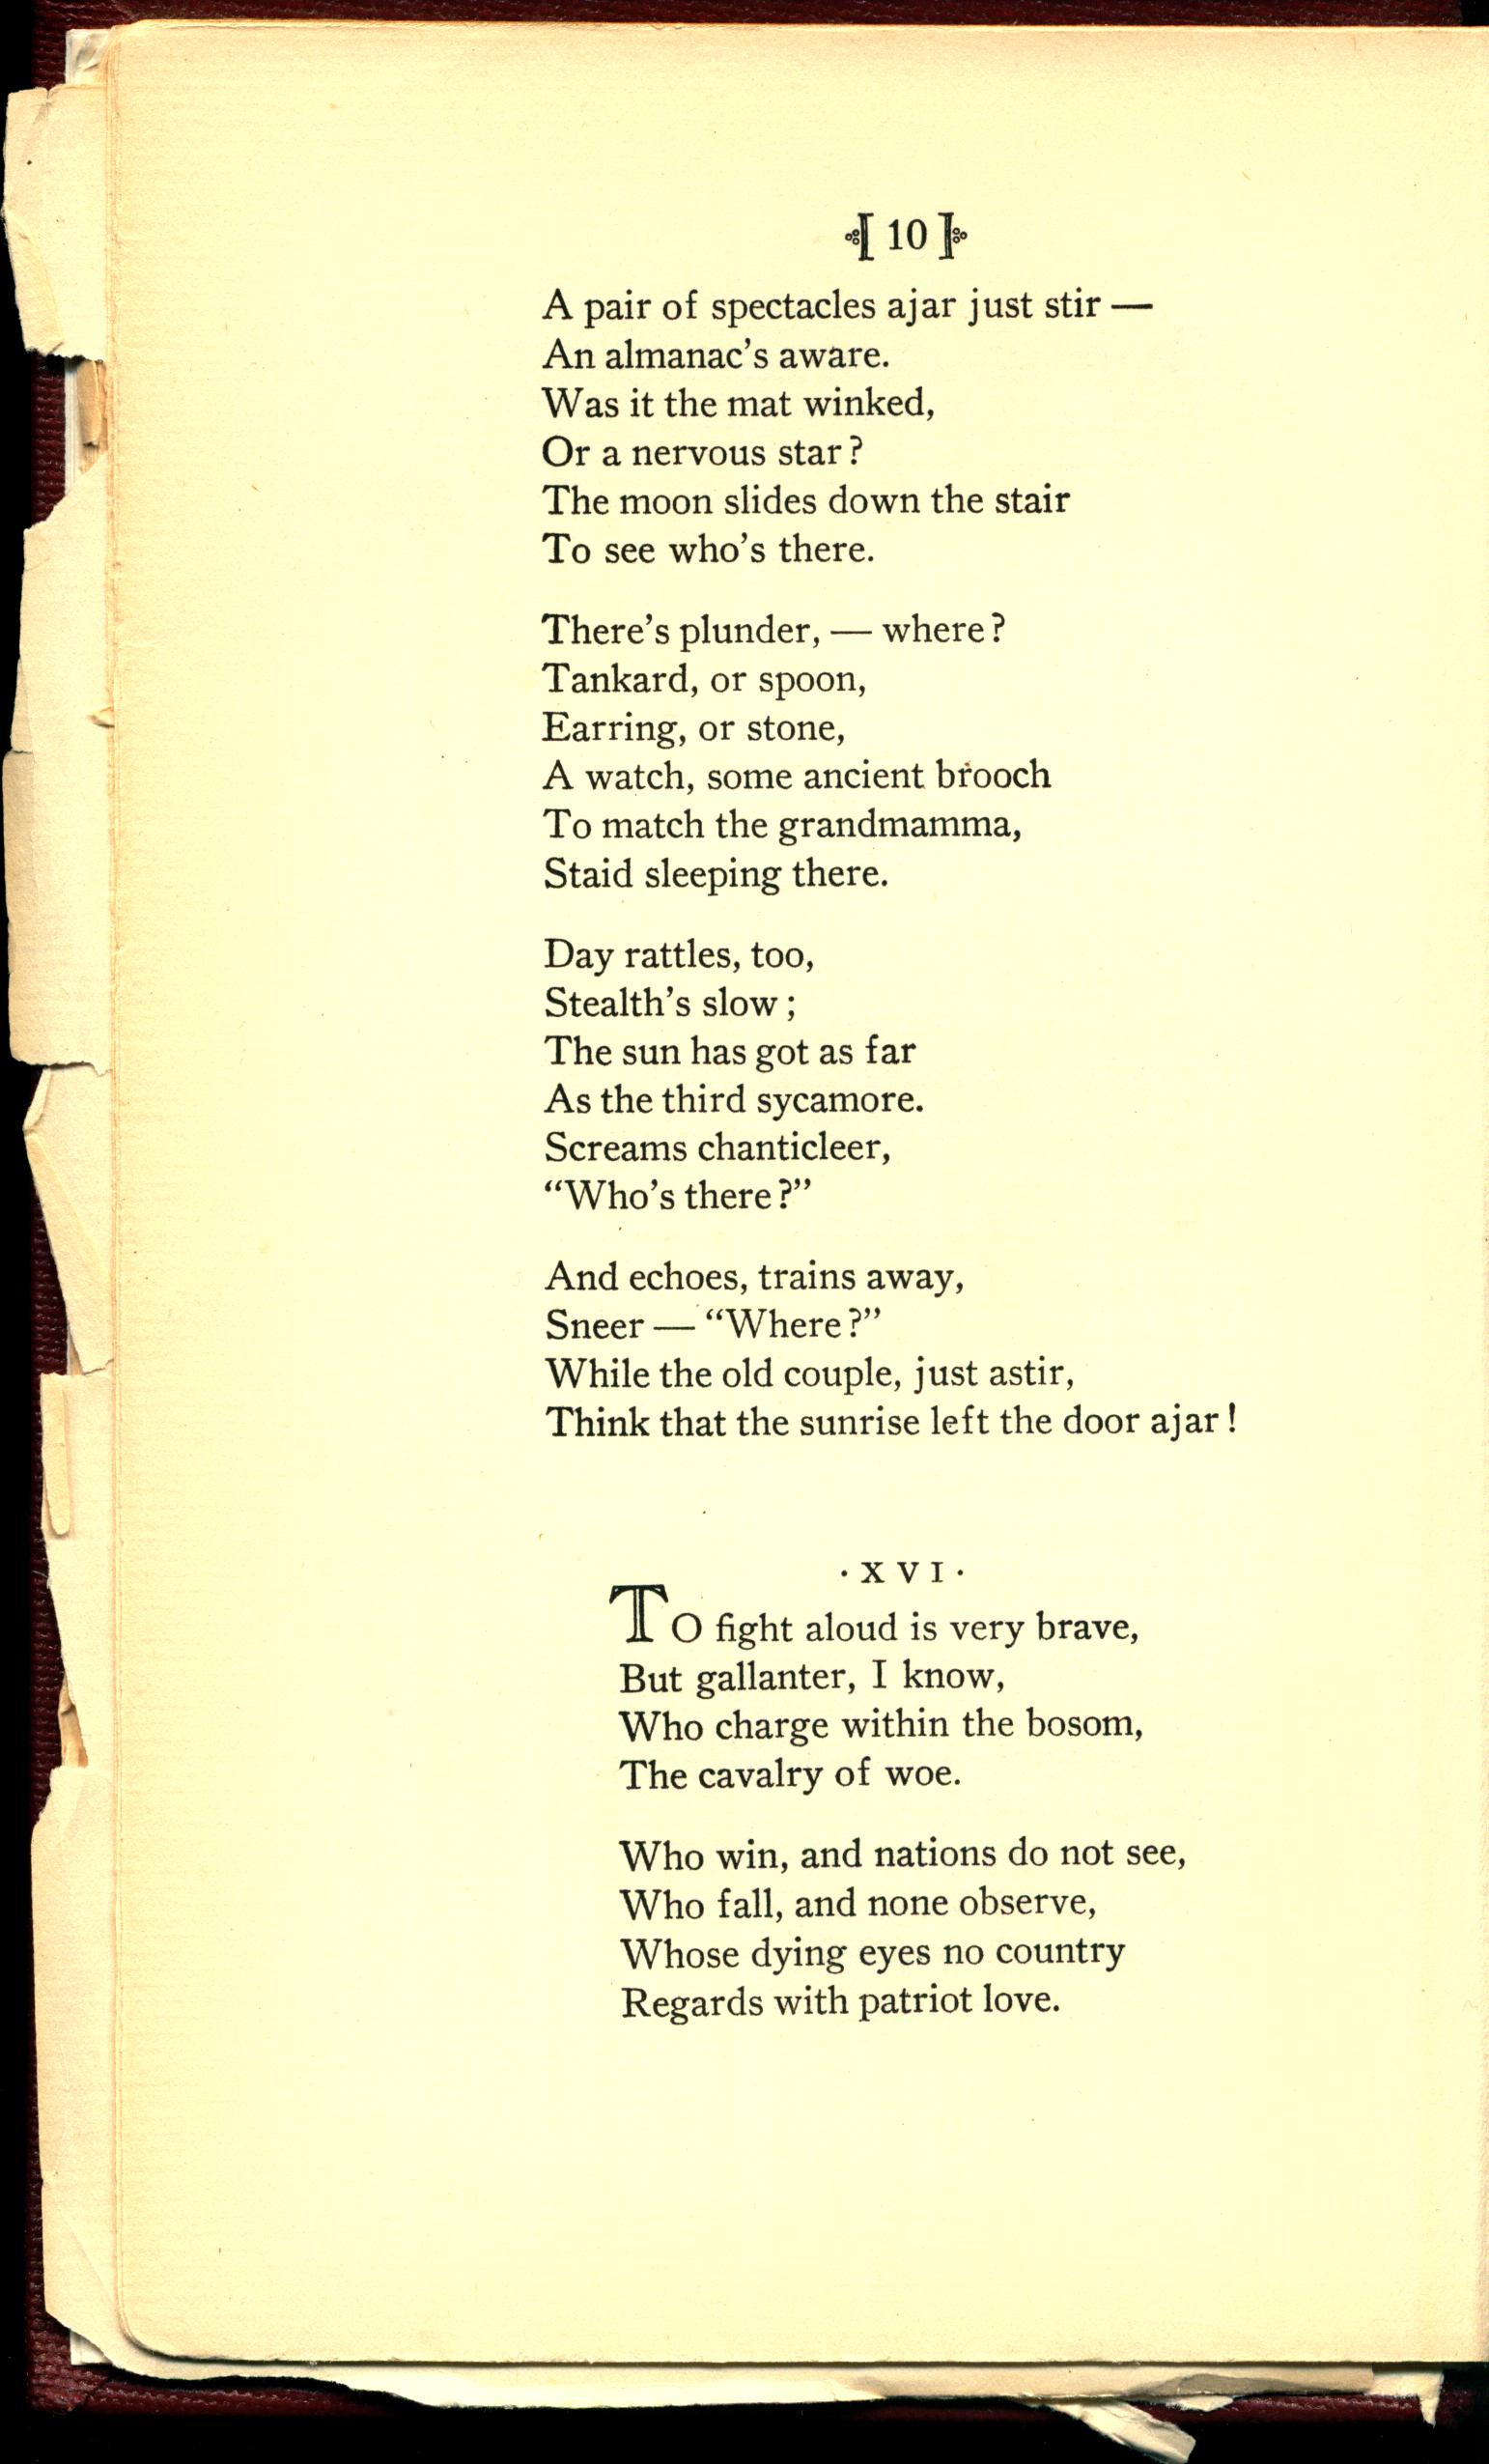 [ 10 ]
A pair of spectacles ajar just stir —
An almanac’s aware.
Was it the mat winked,
Or a nervous star?
The moon slides down the stair
To see who’s there.
There’s plunder, — where?
Tankard, or spoon,
Earring, or stone,
A watch, some ancient brooch
To match the grandmamma,
Staid sleeping there.
Day rattles, too,
Stealth’s slow;
The sun has got as far
As the third sycamore.
Screams chanticleer,
“Who’s there?”
And echoes, trains away,
Sneer — “Where?”
While the old couple, just astir,
Think that the sunrise left the door ajar!
· X V I ·
TO fight aloud is very brave,
But gallanter, I know,
Who charge within the bosom,
The cavalry of woe.
Who win, and nations do not see,
Who fall, and none observe,
Whose dying eyes no country
Regards with patriot love.